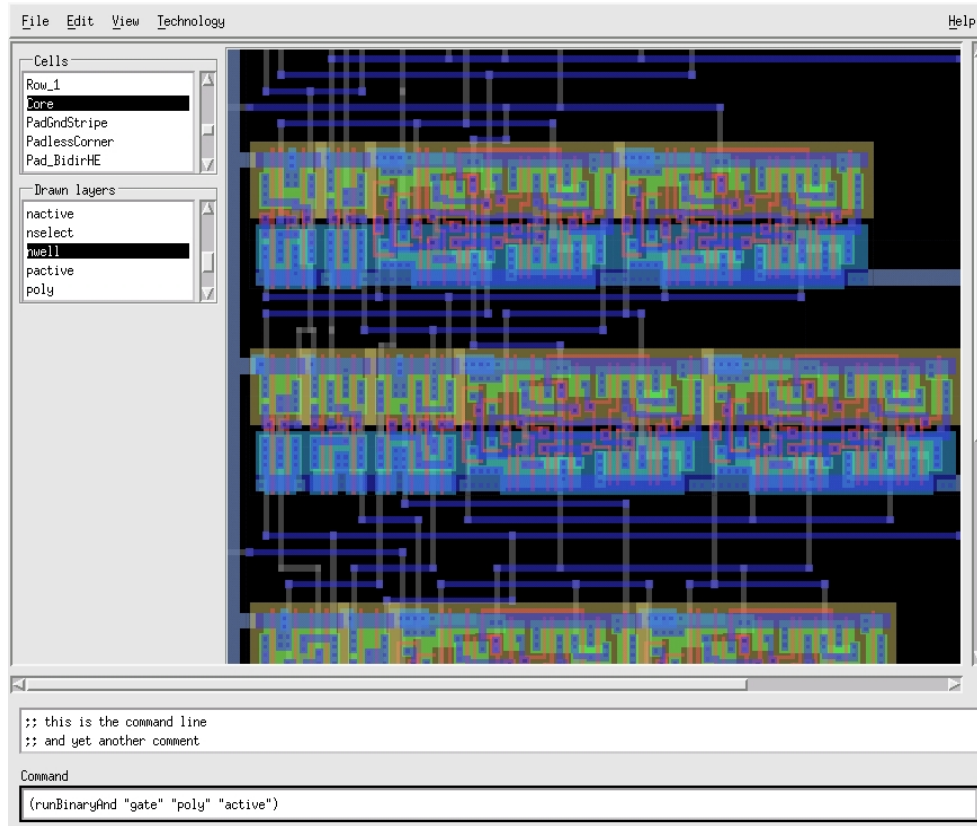 File Edit View Technology Help
Cells
Row_1
Core
PadGndStripe
PadlessCorner
Pad_BidirHE
Drawn layers
nactive
nselect
nwell
pactive
poly
;; this is the command line
;; and yet another comment
Command
(runBinaryAnd "gate" "poly" "active")